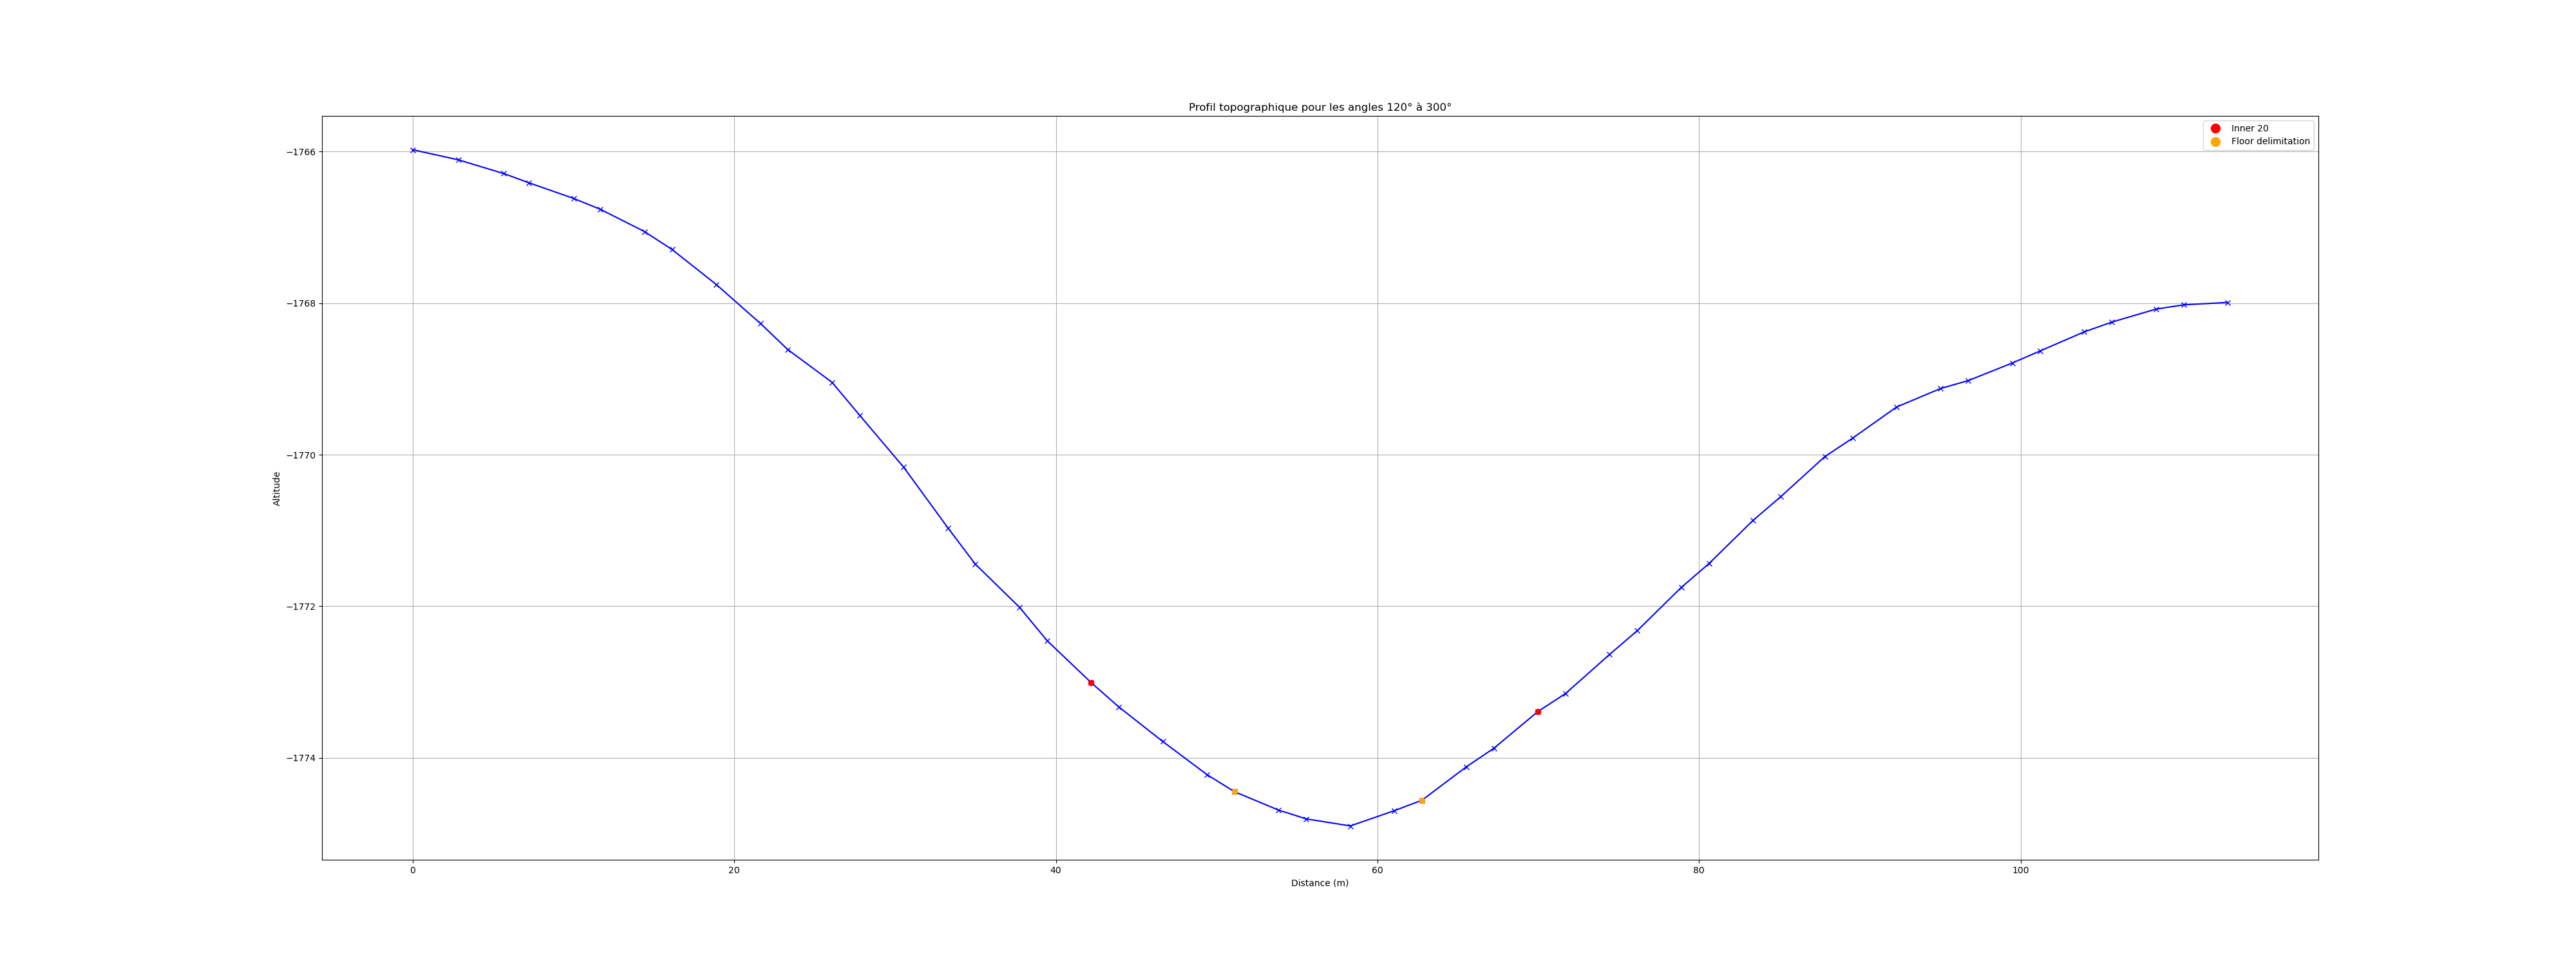 Profil topographique pour les angles 120° à 300°
Inner 20
Floor delimitation
−1766
−1768
−1770
−1772
−1774
Altitude
0 20 40 60 80 100
Distance (m)